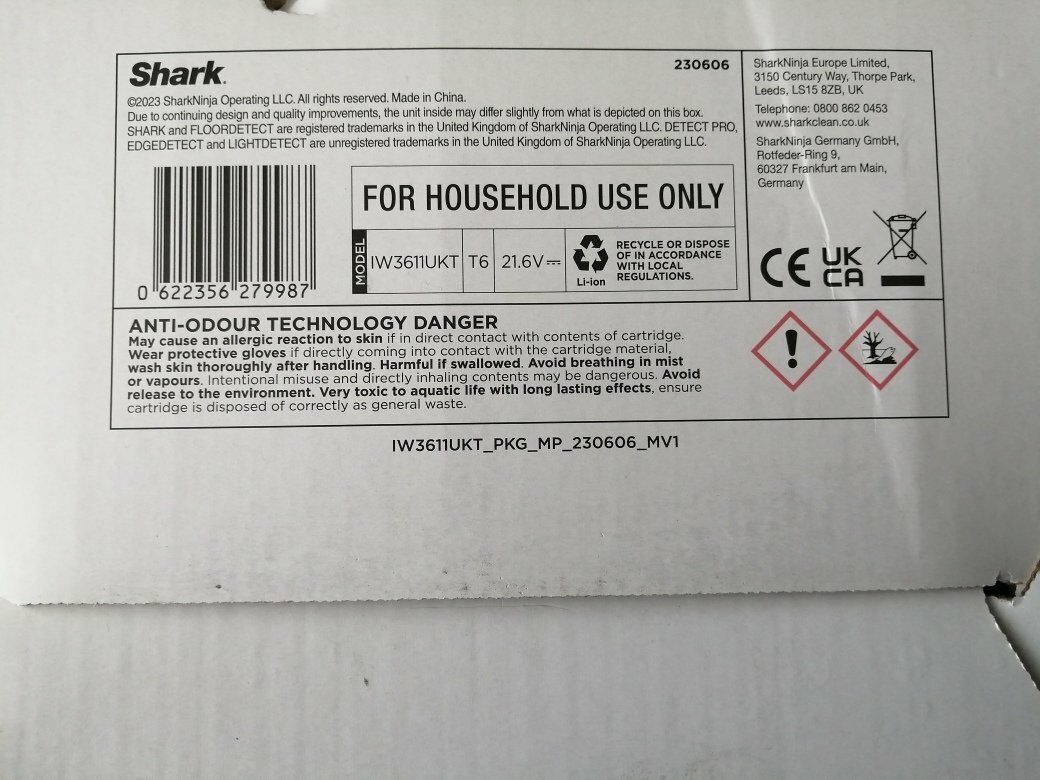 Shark.
230606
©2023 SharkNinja Operating LLC. All rights reserved. Made in China.
Due to continuing design and quality improvements, the unit inside may differ slightly from what is depicted on this box.
SHARK and FLOORDETECT are registered trademarks in the United Kingdom of SharkNinja Operating LLC. DETECT PRO,
EDGEDETECT and LIGHTDETECT are unregistered trademarks in the United Kingdom of SharkNinja Operating LLC.
SharkNinja Europe Limited,
3150 Century Way, Thorpe Park,
Leeds, LS15 8ZB, UK
Telephone: 0800 862 0453
www.sharkclean.co.uk
SharkNinja Germany GmbH,
Rotfeder-Ring 9,
60327 Frankfurt am Main,
Germany
0 622356 279987
FOR HOUSEHOLD USE ONLY
MODEL
IW3611UKT
T6
21.6V
Li-ion
RECYCLE OR DISPOSE
OF IN ACCORDANCE
WITH LOCAL
REGULATIONS.
CE
UK
CA
ANTI-ODOUR TECHNOLOGY DANGER
May cause an allergic reaction to skin if in direct contact with contents of cartridge.
Wear protective gloves if directly coming into contact with the cartridge material,
wash skin thoroughly after handling. Harmful if swallowed. Avoid breathing in mist
or vapours. Intentional misuse and directly inhaling contents may be dangerous. Avoid
release to the environment. Very toxic to aquatic life with long lasting effects, ensure
cartridge is disposed of correctly as general waste.
IW3611UKT_PKG_MP_230606_MV1